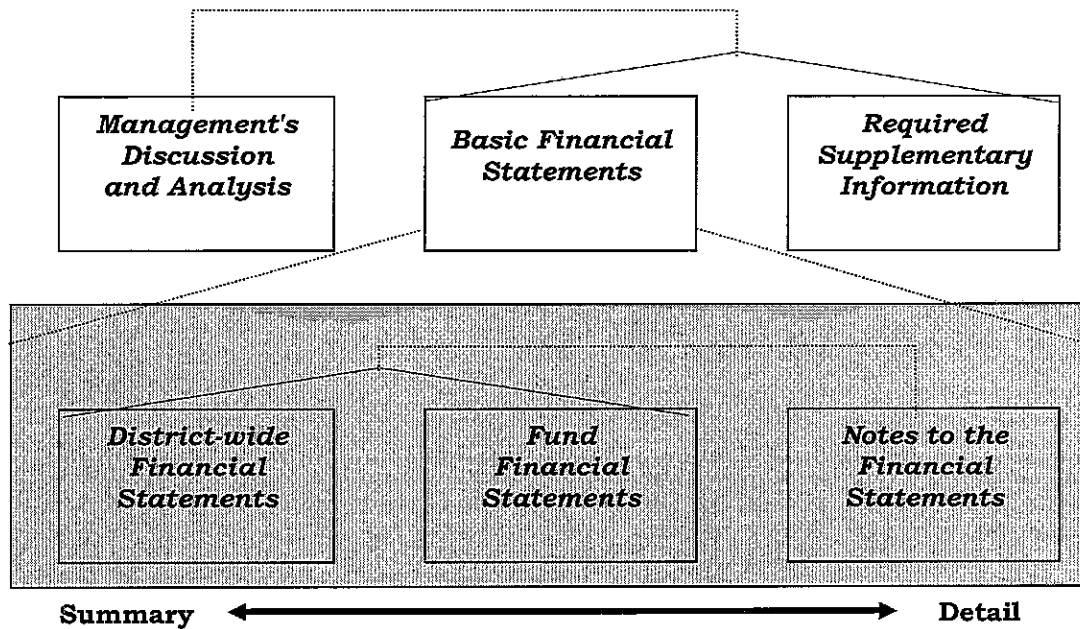 Management's
Discussion
and Analysis
Basic Financial
Statements
Required
Supplementary
Information
District-wide
Financial
Statements
Fund
Financial
Statements
Notes to the
Financial
Statements
Summary
Detail